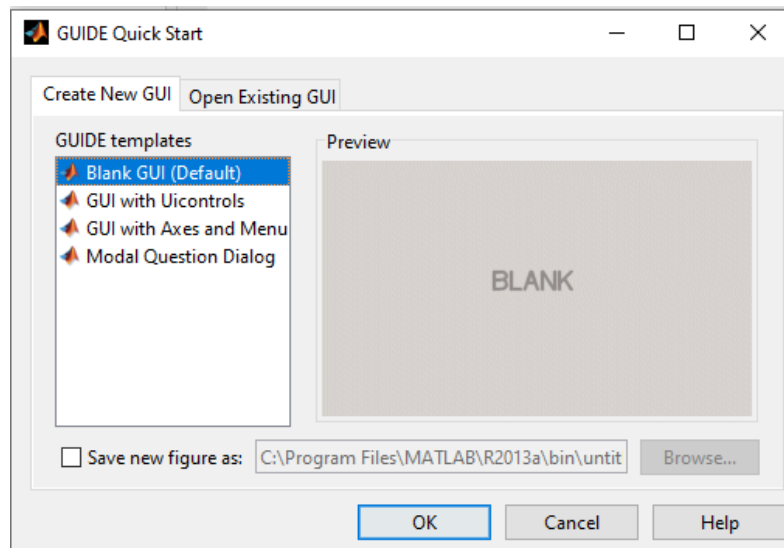 GUIDE Quick Start
Create New GUI
Open Existing GUI
GUIDE templates
Blank GUI (Default)
GUI with Uicontrols
GUI with Axes and Menu
Modal Question Dialog
Preview
BLANK
Save new figure as:
C:\Program Files\MATLAB\R2013a\bin\untit
Browse...
OK
Cancel
Help